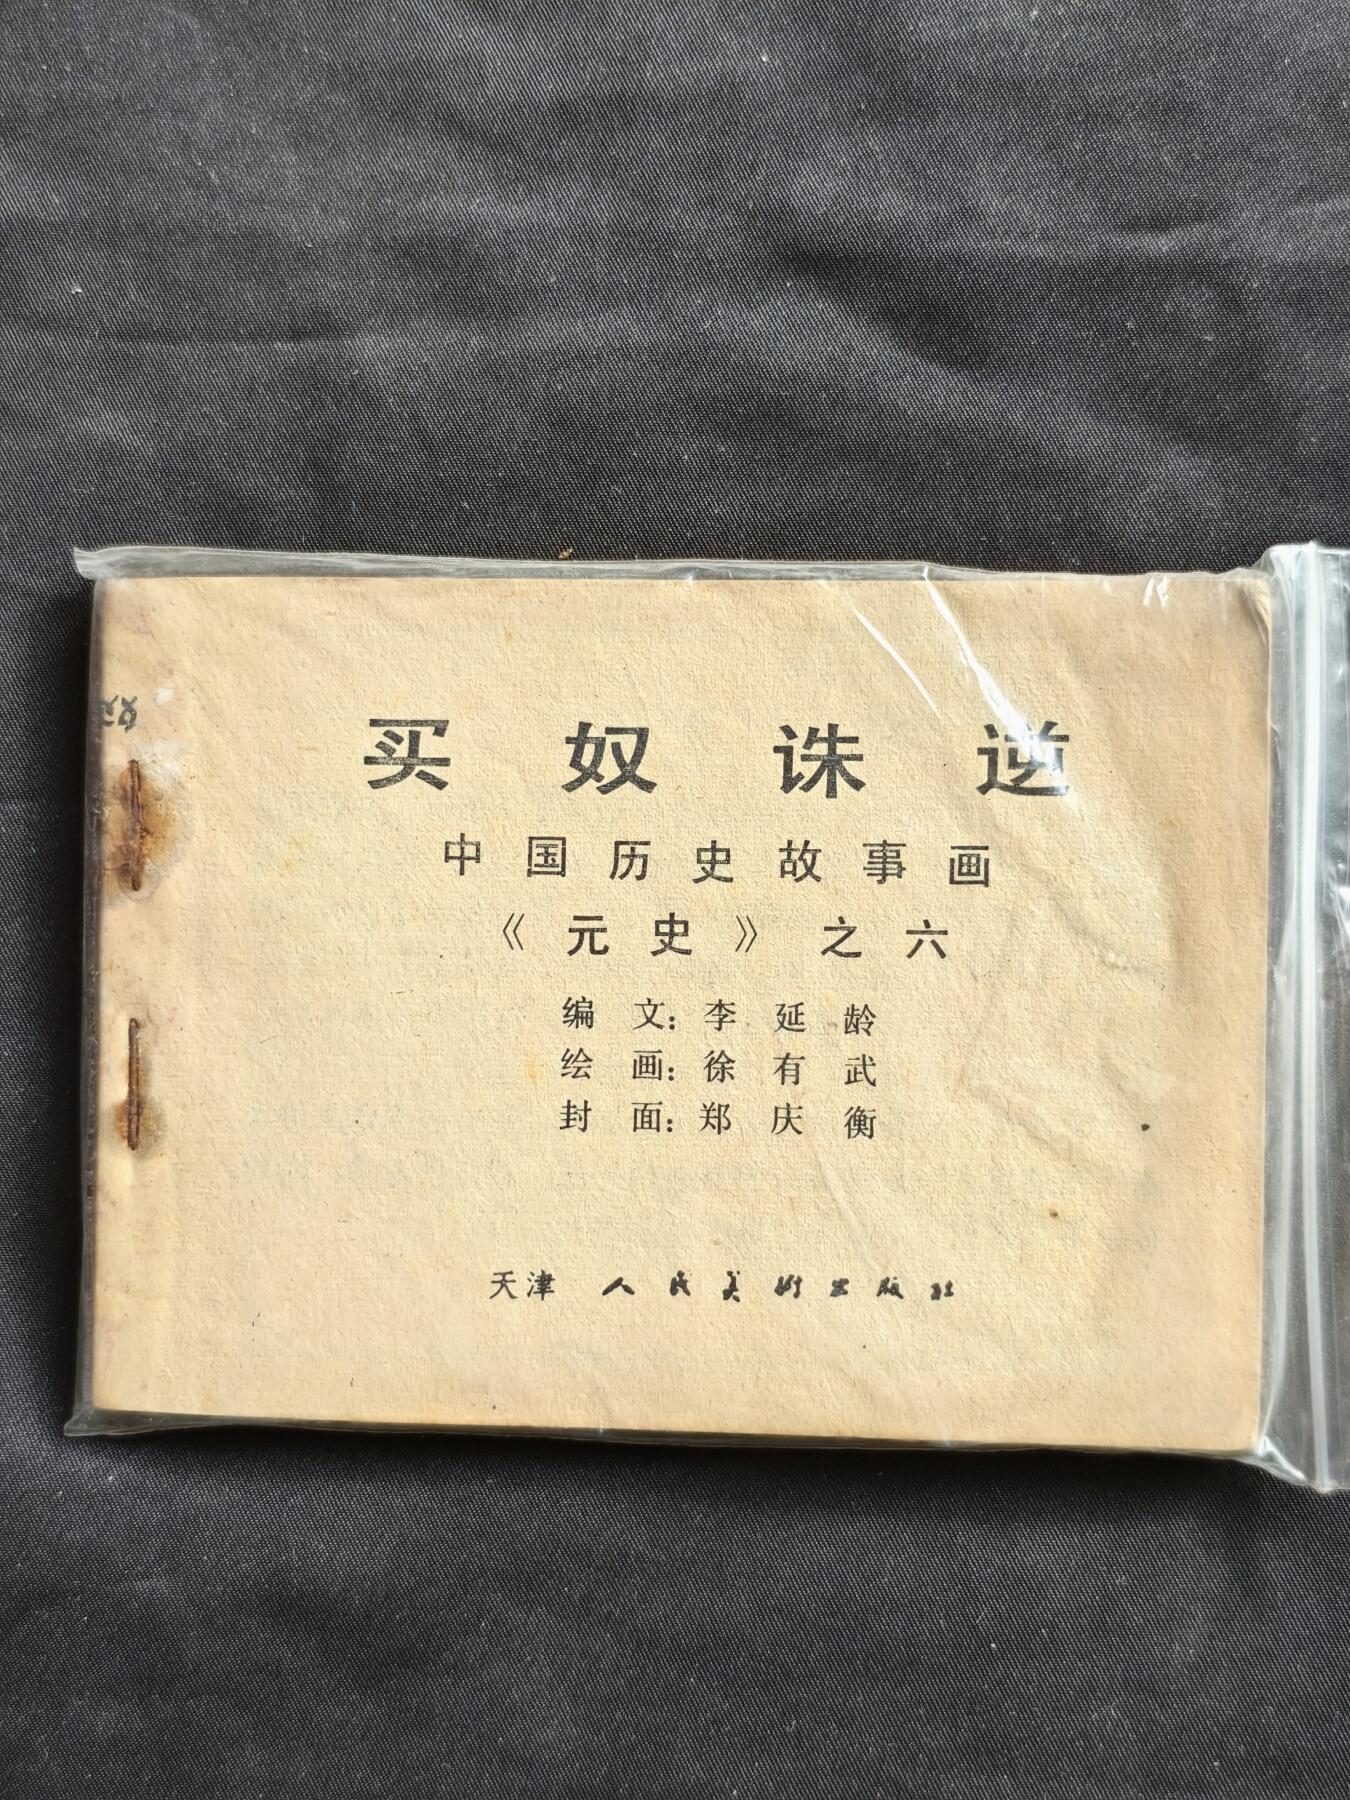 买奴诛逆
中国历史故事画
《元史》之六
编文：李延龄
绘画：徐有武
封面：郑庆衡
天津人民美术出版社